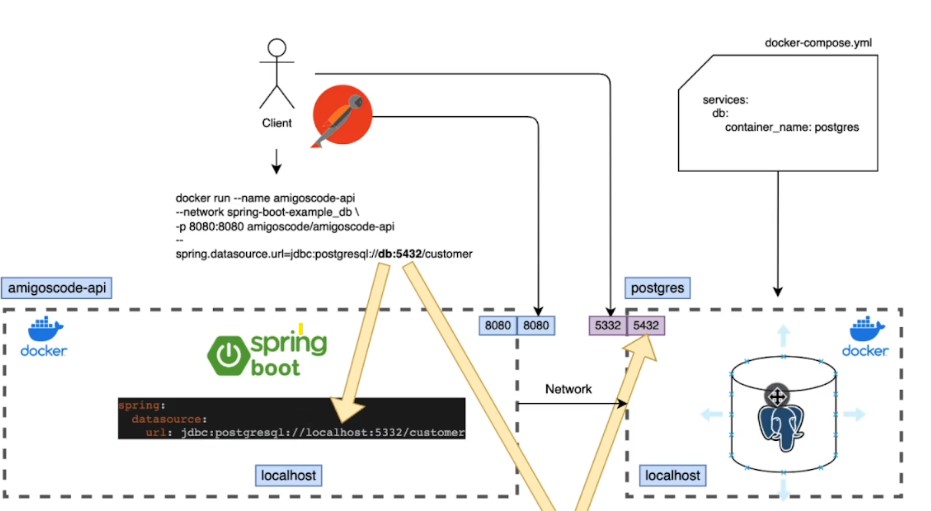 docker-compose.yml
services:
db:
container_name: postgres
Client
docker run --name amigoscode-api
--network spring-boot-example_db \
-p 8080:8080 amigoscode/amigoscode-api
--
spring.datasource.url=jdbc:postgresql://db:5432/customer
amigoscode-api
postgres
8080 8080
5332 5432
docker
spring
boot
docker
Network
spring:
datasource:
url: jdbc:postgresql://localhost:5332/customer
localhost
localhost